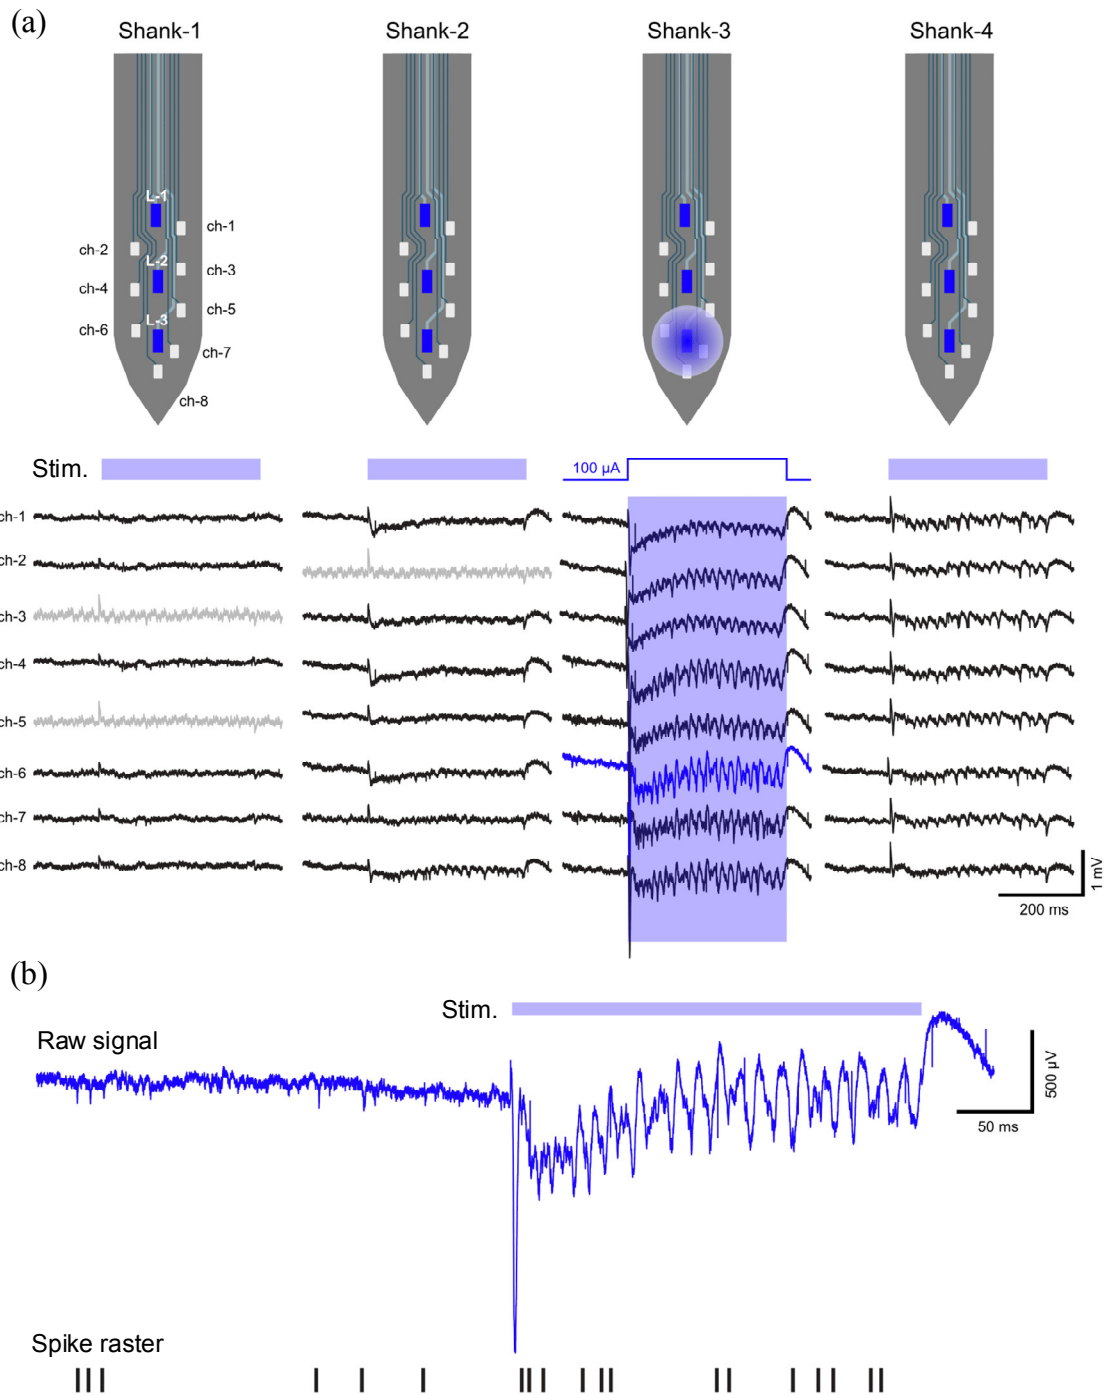 (a)
Shank-1
Shank-2
Shank-3
Shank-4
L-1
ch-1
ch-2
L-2
ch-3
ch-4
ch-5
L-3
ch-6
ch-7
ch-8
Stim.
100 µA
ch-1
ch-2
ch-3
ch-4
ch-5
ch-6
ch-7
ch-8
1 mV
200 ms
(b)
Stim.
Raw signal
500 µV
50 ms
Spike raster